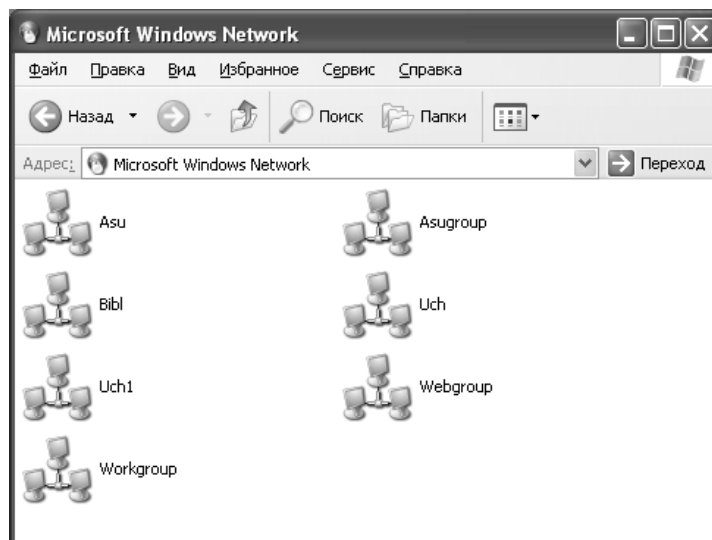 Microsoft Windows Network
Файл Правка Вид Избранное Сервис Справка
Назад Поиск Папки
Адрес: Microsoft Windows Network Переход
Asu Asugroup
Bibl Uch
Uch1 Webgroup
Workgroup